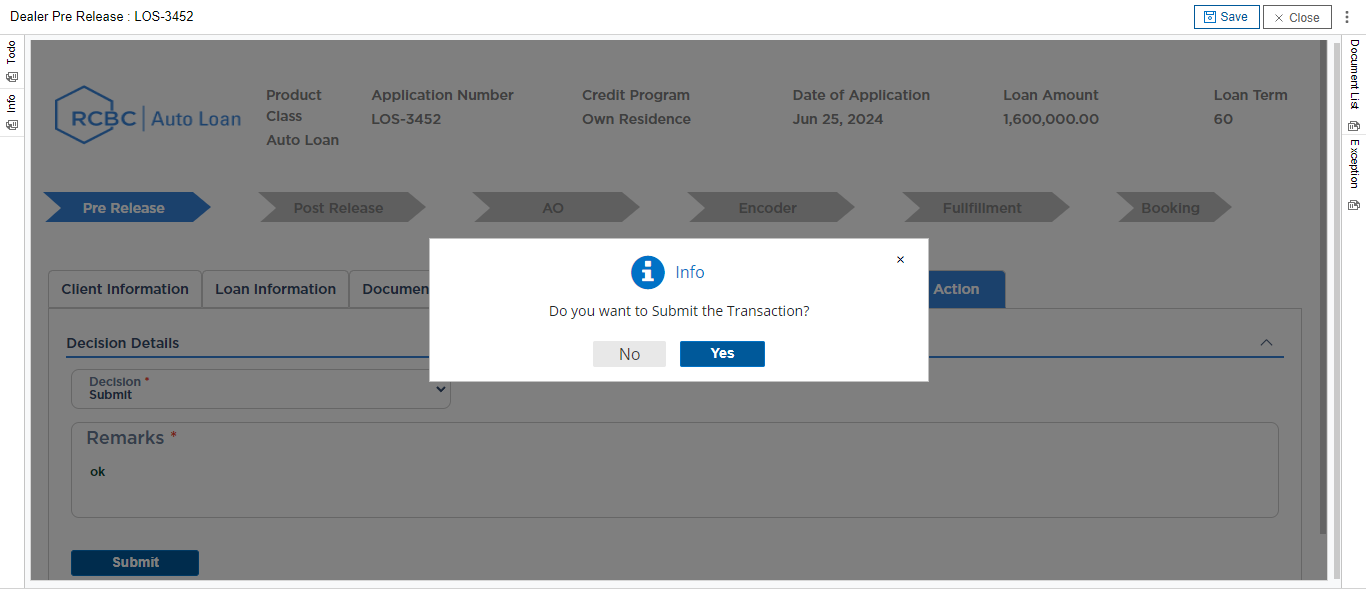 Dealer Pre Release : LOS-3452
Save
Close
Todo
Info
Document List
Exception
RCBC | Auto Loan
Product Class
Auto Loan
Application Number
LOS-3452
Credit Program
Own Residence
Date of Application
Jun 25, 2024
Loan Amount
1,600,000.00
Loan Term
60
Pre Release
Post Release
AO
Encoder
Fullfillment
Booking
Client Information
Loan Information
Documen
Action
Info
×
Do you want to Submit the Transaction?
No
Yes
Decision Details
Decision *
Submit
Remarks *
ok
Submit